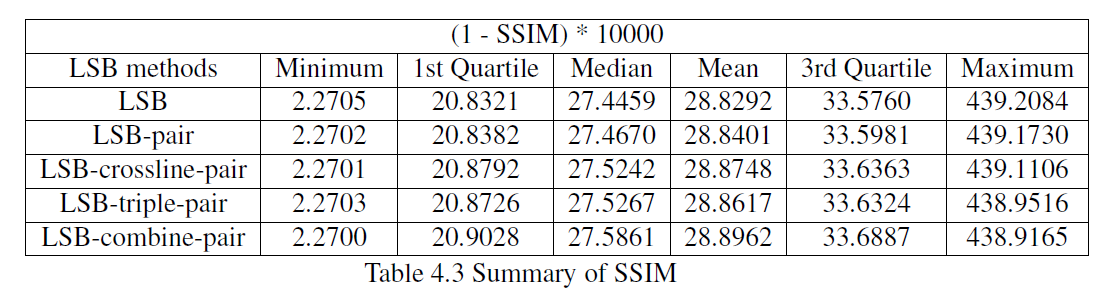 (1 - SSIM) * 10000
LSB methods Minimum 1st Quartile Median Mean 3rd Quartile Maximum
LSB 2.2705 20.8321 27.4459 28.8292 33.5760 439.2084
LSB-pair 2.2702 20.8382 27.4670 28.8401 33.5981 439.1730
LSB-crossline-pair 2.2701 20.8792 27.5242 28.8748 33.6363 439.1106
LSB-triple-pair 2.2703 20.8726 27.5267 28.8617 33.6324 438.9516
LSB-combine-pair 2.2700 20.9028 27.5861 28.8962 33.6887 438.9165
Table 4.3 Summary of SSIM